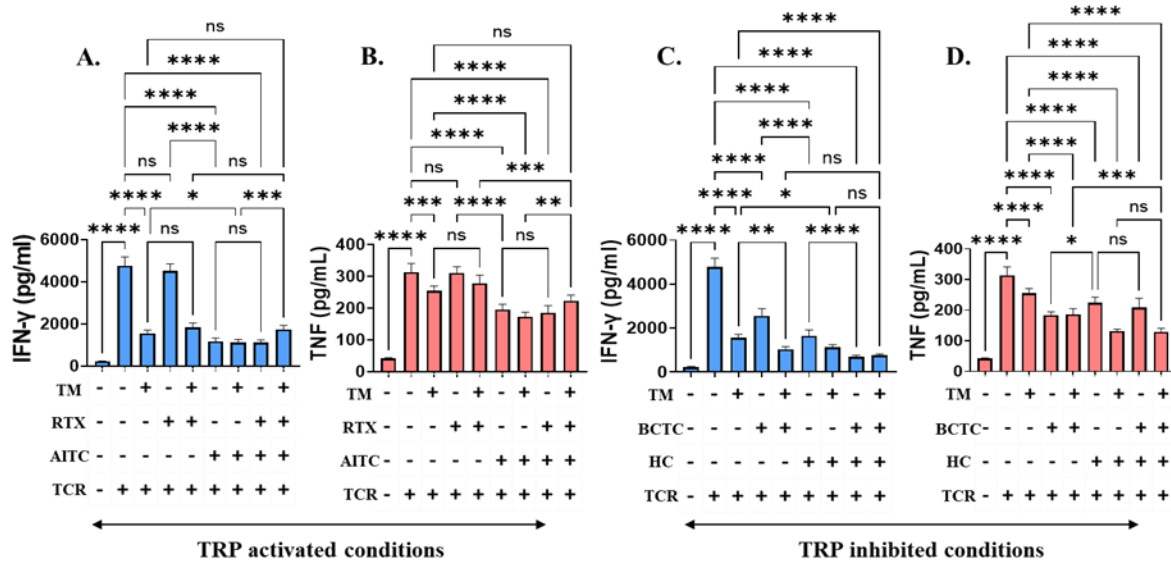 A.
ns
****
****
****
ns ns
**** * ***
**** ns ns
IFN-γ (pg/ml)
6000
4000
2000
0
TM - - + - + - + - +
RTX - - - + + - - + +
AITC - - - - - + + + +
TCR - + + + + + + + +
B.
ns
****
****
****
ns ***
*** **** **
**** ns
TNF (pg/mL)
400
300
200
100
0
TM - - + - + - + - +
RTX - - - + + - - + +
AITC - - - - - + + + +
TCR - + + + + + + + +
TRP activated conditions
C.
****
****
****
****
**** ns
**** * ns
**** ** ****
IFN-γ (pg/ml)
6000
4000
2000
0
TM - - + - + - + - +
BCTC - - - + + - - + +
HC - - - - - + + + +
TCR - + + + + + + + +
D.
****
****
****
****
****
**** ***
**** ns
**** * ns
TNF (pg/mL)
400
300
200
100
0
TM - - + - + - + - +
BCTC - - - + + - - + +
HC - - - - - + + + +
TCR - + + + + + + + +
TRP inhibited conditions